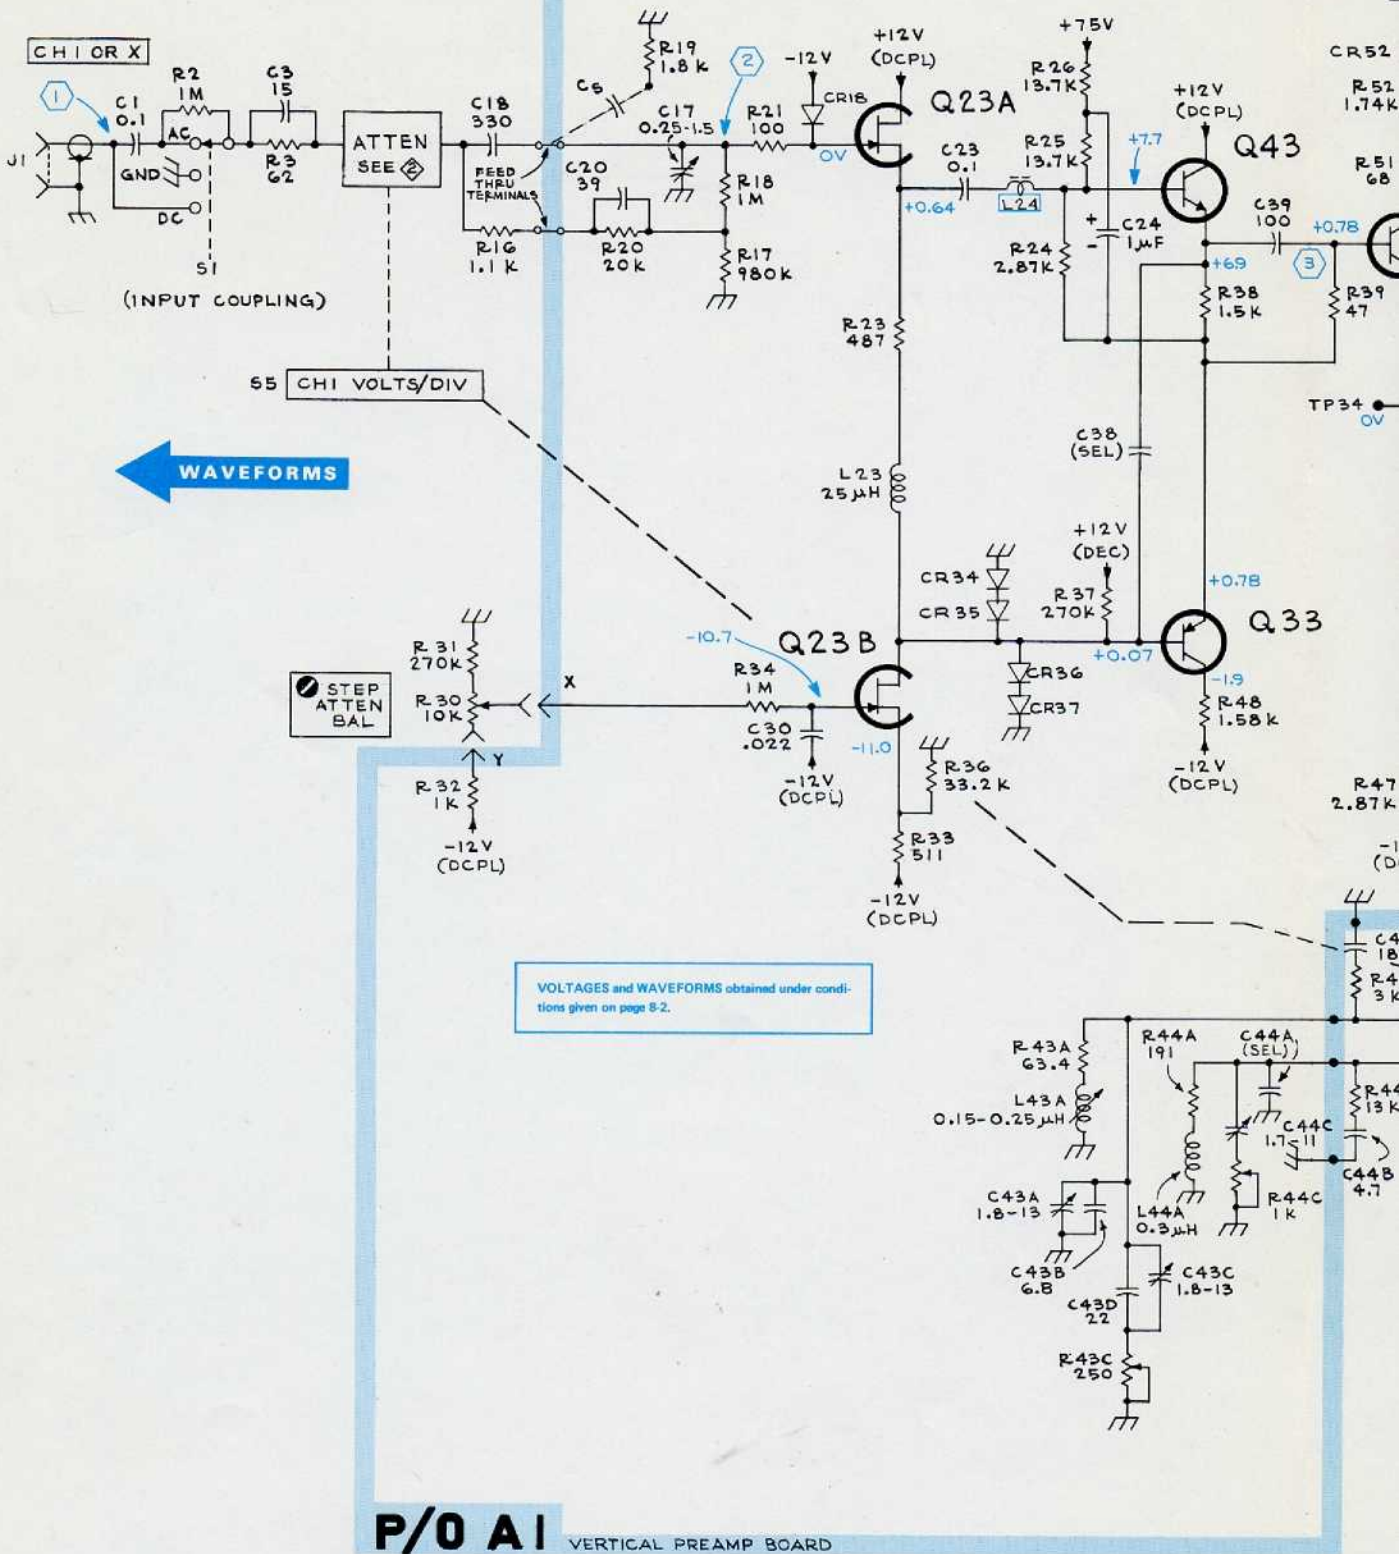 CH1 OR X
1
J1
C1
0.1
R2
1M
AC
GND
DC
S1
(INPUT COUPLING)
C3
15
R3
62
ATTEN
SEE 2
C18
330
FEED
THRU
TERMINALS
R16
1.1 K
C5
R19
1.8 K
C17
0.25-1.5
2
C20
39
R20
20K
R18
1M
R17
980K
R21
100
-12V
CR18
0V
+12V
(DCPL)
Q23A
+0.64
C23
0.1
L24
+75V
R26
13.7K
R25
13.7K
R24
2.87K
+
-
C24
1µF
+7.7
+12V
(DCPL)
Q43
C39
100
+6.9
+0.78
3
R38
1.5K
R39
47
CR52
R52
1.74K
R51
68
TP34
0V
S5 CH1 VOLTS/DIV
WAVEFORMS
R23
487
L23
25µH
C38
(SEL)
+12V
(DEC)
R37
270K
CR34
CR35
CR36
CR37
+0.07
+0.78
Q33
-1.9
R48
1.58K
-12V
(DCPL)
STEP
ATTEN
BAL
R31
270K
R30
10K
X
Y
R32
1K
-12V
(DCPL)
-10.7
R34
1M
C30
.022
-12V
(DCPL)
Q23B
-11.0
R36
33.2K
R33
511
-12V
(DCPL)
R47
2.87K
VOLTAGES and WAVEFORMS obtained under condi-
tions given on page 8-2.
R43A
63.4
L43A
0.15-0.25µH
R44A
191
C44A
(SEL)
C44C
1.7-11
L44A
0.3µH
R44C
1K
C44B
4.7
C43A
1.8-13
C43B
6.8
C43C
1.8-13
C43D
22
R43C
250
P/O A1 VERTICAL PREAMP BOARD